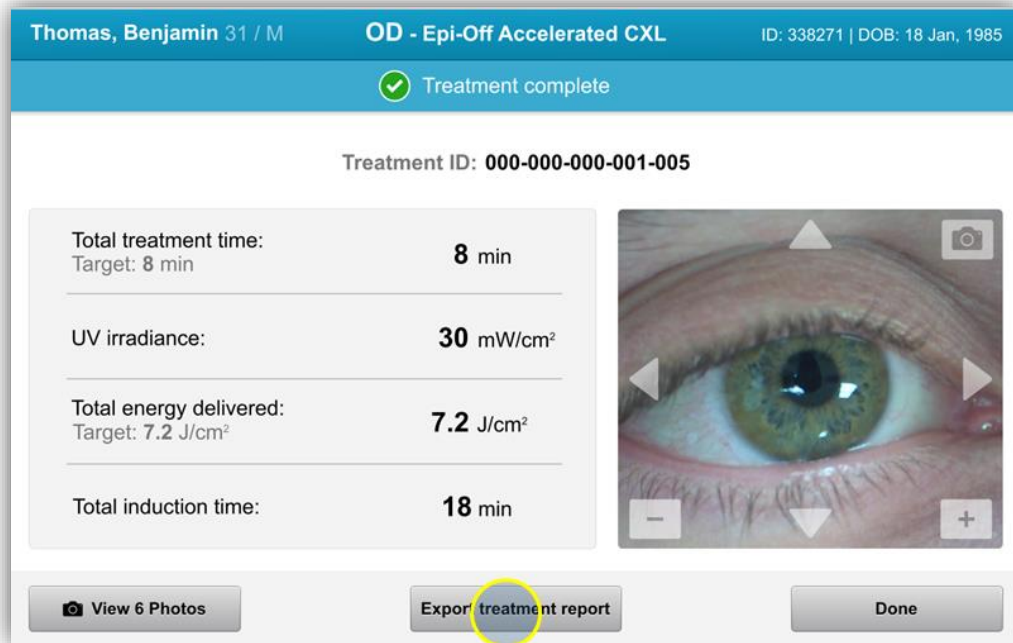 Thomas, Benjamin 31 / M OD - Epi-Off Accelerated CXL ID: 338271 | DOB: 18 Jan, 1985
Treatment complete
Treatment ID: 000-000-000-001-005
Total treatment time: 8 min
Target: 8 min
UV irradiance: 30 mW/cm²
Total energy delivered: 7.2 J/cm²
Target: 7.2 J/cm²
Total induction time: 18 min
View 6 Photos Export treatment report Done